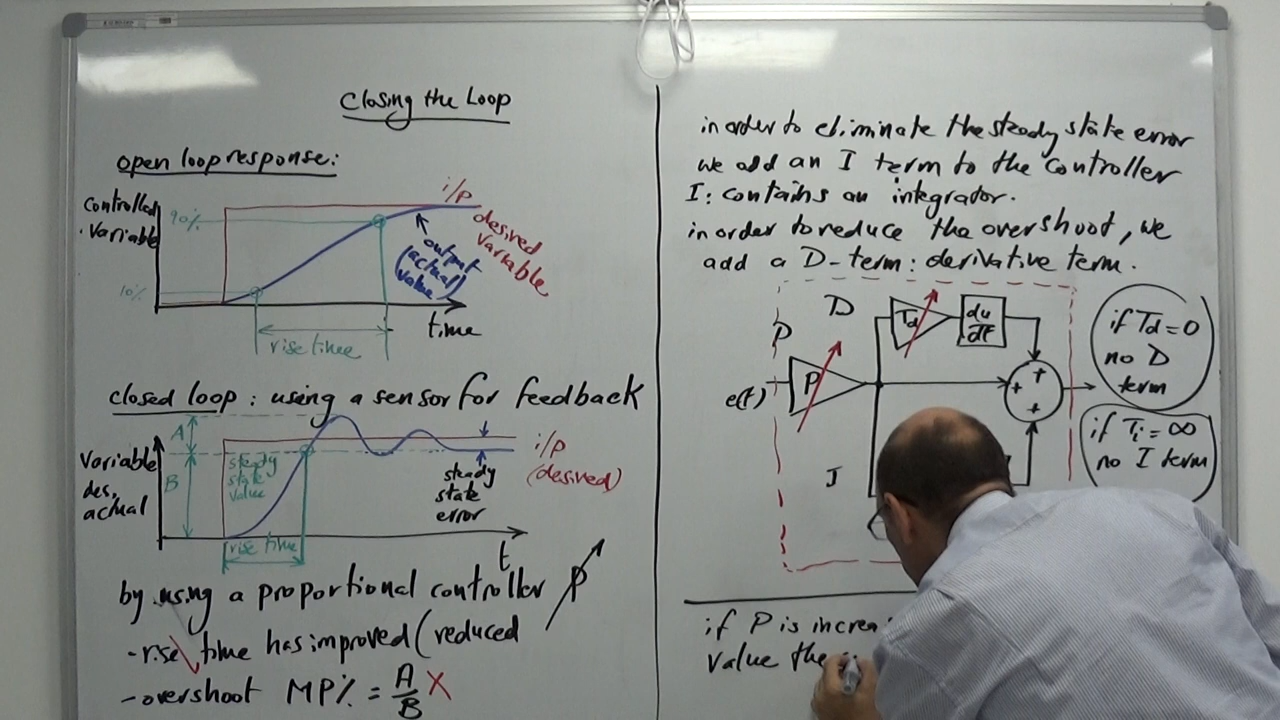 Closing the Loop
open loop response:
Controlled
variable
90%
10%
i/p
desired
variable
output
(actual)
value
time
rise time
closed loop: using a sensor for feedback
Variable
des,
actual
A
B
steady
state
value
rise time
steady
state
error
i/p
(desired)
t
by using a proportional controller P
-rise time has improved (reduced
-overshoot MP% = A/B X
in order to eliminate the steady state error
we add an I term to the controller
I: contains an integrator.
in order to reduce the overshoot, we
add a D-term: derivative term.
D
Td
du/dt
P
P
e(t)
+
+
+
I
if Td=0
no D
term
if Ti=∞
no I term
if P is increa
value the